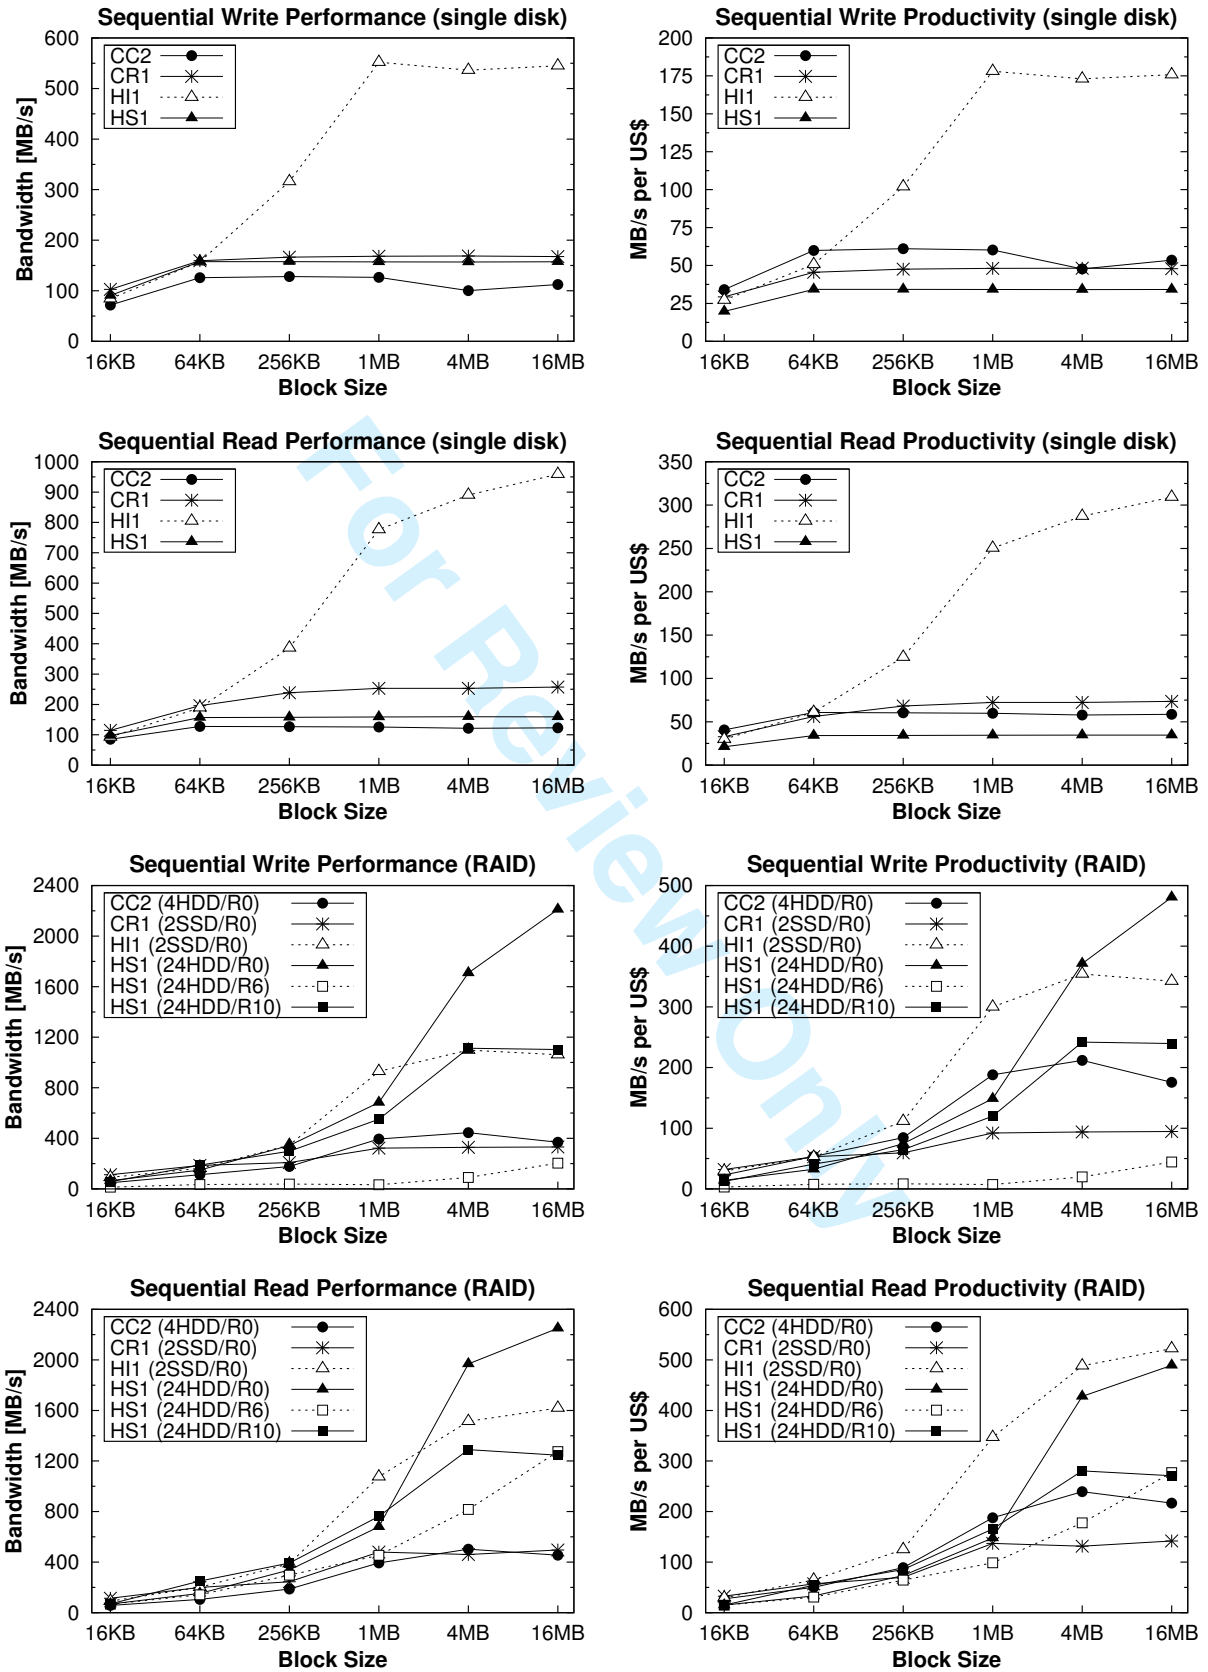 Sequential Write Performance (single disk)
Bandwidth [MB/s]
600
500
400
300
200
100
0
CC2
CR1
HI1
HS1
16KB 64KB 256KB 1MB 4MB 16MB
Block Size
Sequential Write Productivity (single disk)
MB/s per US$
200
175
150
125
100
75
50
25
0
CC2
CR1
HI1
HS1
16KB 64KB 256KB 1MB 4MB 16MB
Block Size
Sequential Read Performance (single disk)
Bandwidth [MB/s]
1000
900
800
700
600
500
400
300
200
100
0
CC2
CR1
HI1
HS1
16KB 64KB 256KB 1MB 4MB 16MB
Block Size
Sequential Read Productivity (single disk)
MB/s per US$
350
300
250
200
150
100
50
0
CC2
CR1
HI1
HS1
16KB 64KB 256KB 1MB 4MB 16MB
Block Size
Sequential Write Performance (RAID)
Bandwidth [MB/s]
2400
2000
1600
1200
800
400
0
CC2 (4HDD/R0)
CR1 (2SSD/R0)
HI1 (2SSD/R0)
HS1 (24HDD/R0)
HS1 (24HDD/R6)
HS1 (24HDD/R10)
16KB 64KB 256KB 1MB 4MB 16MB
Block Size
Sequential Write Productivity (RAID)
MB/s per US$
500
400
300
200
100
0
CC2 (4HDD/R0)
CR1 (2SSD/R0)
HI1 (2SSD/R0)
HS1 (24HDD/R0)
HS1 (24HDD/R6)
HS1 (24HDD/R10)
16KB 64KB 256KB 1MB 4MB 16MB
Block Size
Sequential Read Performance (RAID)
Bandwidth [MB/s]
2400
2000
1600
1200
800
400
0
CC2 (4HDD/R0)
CR1 (2SSD/R0)
HI1 (2SSD/R0)
HS1 (24HDD/R0)
HS1 (24HDD/R6)
HS1 (24HDD/R10)
16KB 64KB 256KB 1MB 4MB 16MB
Block Size
Sequential Read Productivity (RAID)
MB/s per US$
600
500
400
300
200
100
0
CC2 (4HDD/R0)
CR1 (2SSD/R0)
HI1 (2SSD/R0)
HS1 (24HDD/R0)
HS1 (24HDD/R6)
HS1 (24HDD/R10)
16KB 64KB 256KB 1MB 4MB 16MB
Block Size
For Review Only